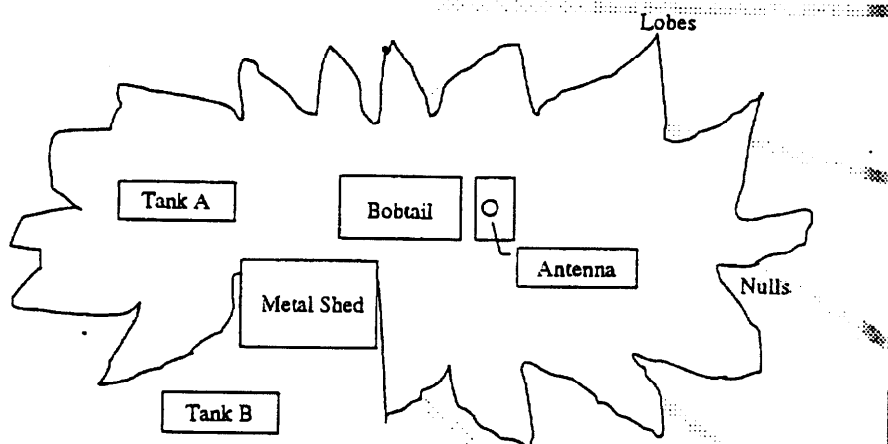 Lobes
Tank A
Bobtail
Antenna
Metal Shed
Nulls
Tank B